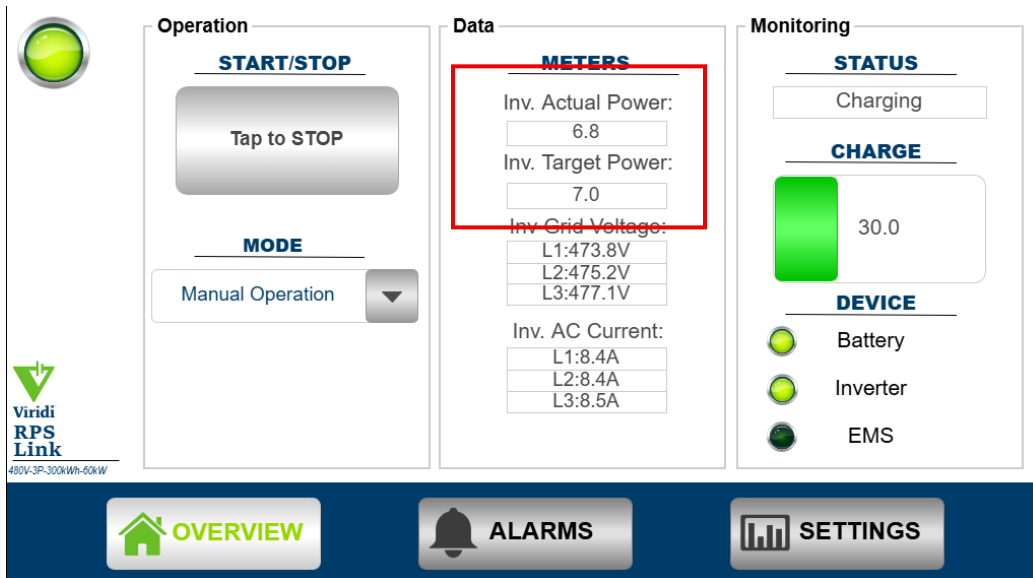 Operation
START/STOP
Tap to STOP
MODE
Manual Operation
Viridi
RPS
Link
480V-3P-300kWh-60kW
Data
METERS
Inv. Actual Power:
6.8
Inv. Target Power:
7.0
Inv Grid Voltage:
L1:473.8V
L2:475.2V
L3:477.1V
Inv. AC Current:
L1:8.4A
L2:8.4A
L3:8.5A
Monitoring
STATUS
Charging
CHARGE
30.0
DEVICE
Battery
Inverter
EMS
OVERVIEW
ALARMS
SETTINGS